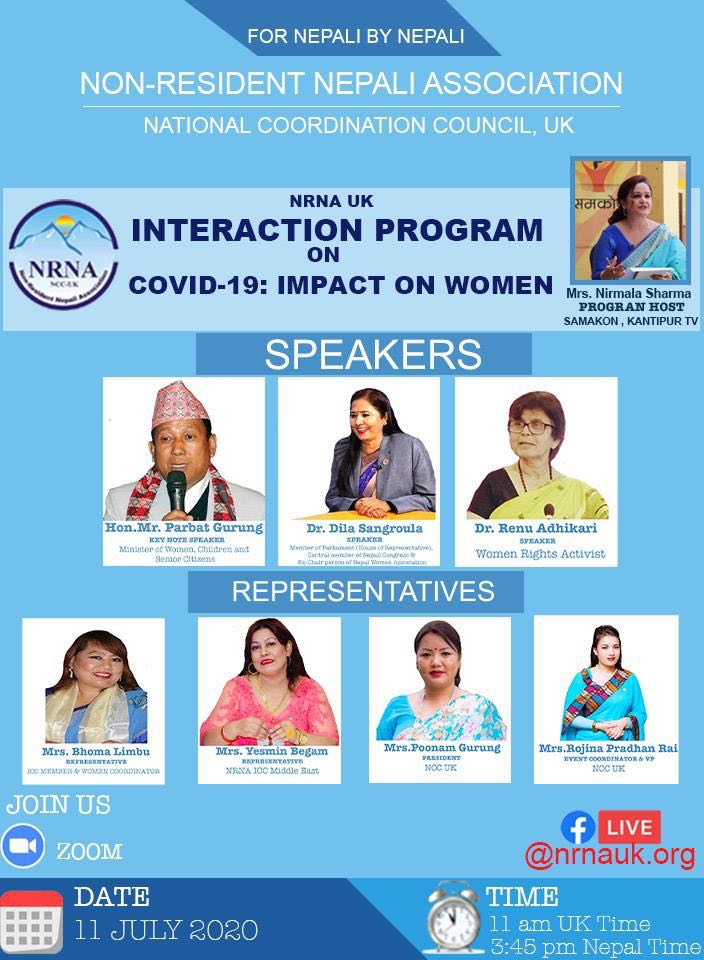 FOR NEPALI BY NEPALI
NON-RESIDENT NEPALI ASSOCIATION
NATIONAL COORDINATION COUNCIL, UK
NRNA UK
INTERACTION PROGRAM
ON
COVID-19: IMPACT ON WOMEN
NRNA
NCC-UK
Non-Resident Nepali Association
समको
Mrs. Nirmala Sharma
PROGRAN HOST
SAMAKON , KANTIPUR TV
SPEAKERS
Hon.Mr. Parbat Gurung
KEY NOTE SPEAKER
Minister of Women, Children and
Senior Citizens
Dr. Dila Sangroula
SPEAKER
Member of Parliament (House of Representative),
Central member of Nepali Congress &
Ex-Chair person of Nepal Women Association
Dr. Renu Adhikari
SPEAKER
Women Rights Activist
REPRESENTATIVES
Mrs. Bhoma Limbu
REPRESENTATIVE
ICC MEMBER & WOMEN COORDINATOR
Mrs. Yesmin Begam
REPRESENTATIVE
NRNA ICC Middle East
Mrs.Poonam Gurung
PRESIDENT
NCC UK
Mrs.Rojina Pradhan Rai
EVENT COORDINATOR & VP
NCC UK
JOIN US
ZOOM
LIVE
@nrnauk.org
DATE
11 JULY 2020
TIME
11 am UK Time
3:45 pm Nepal Time